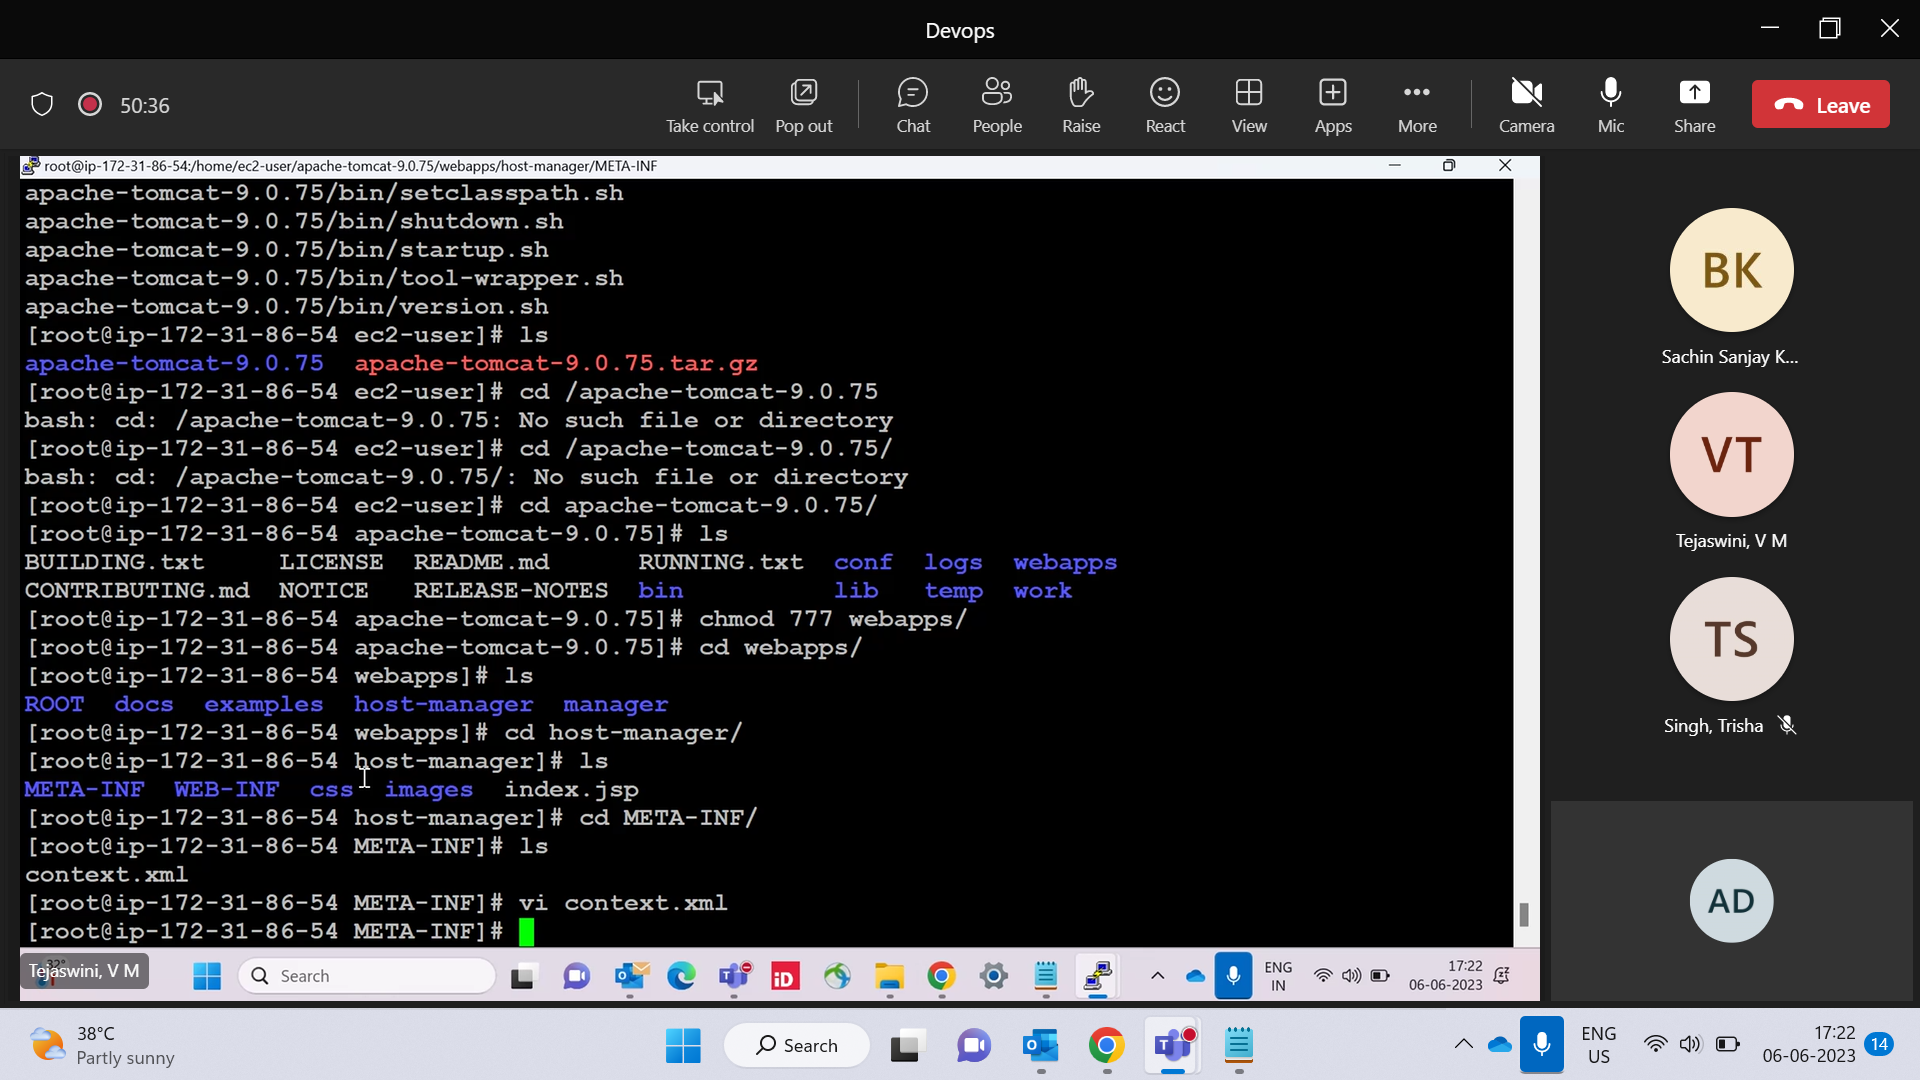 Devops
50:36
Take control
Pop out
Chat
People
Raise
React
View
Apps
More
Camera
Mic
Share
Leave
root@ip-172-31-86-54:/home/ec2-user/apache-tomcat-9.0.75/webapps/host-manager/META-INF
apache-tomcat-9.0.75/bin/setclasspath.sh
apache-tomcat-9.0.75/bin/shutdown.sh
apache-tomcat-9.0.75/bin/startup.sh
apache-tomcat-9.0.75/bin/tool-wrapper.sh
apache-tomcat-9.0.75/bin/version.sh
[root@ip-172-31-86-54 ec2-user]# ls
apache-tomcat-9.0.75  apache-tomcat-9.0.75.tar.gz
[root@ip-172-31-86-54 ec2-user]# cd /apache-tomcat-9.0.75
bash: cd: /apache-tomcat-9.0.75: No such file or directory
[root@ip-172-31-86-54 ec2-user]# cd /apache-tomcat-9.0.75/
bash: cd: /apache-tomcat-9.0.75/: No such file or directory
[root@ip-172-31-86-54 ec2-user]# cd apache-tomcat-9.0.75/
[root@ip-172-31-86-54 apache-tomcat-9.0.75]# ls
BUILDING.txt     LICENSE  README.md      RUNNING.txt  conf  logs  webapps
CONTRIBUTING.md  NOTICE   RELEASE-NOTES  bin          lib   temp  work
[root@ip-172-31-86-54 apache-tomcat-9.0.75]# chmod 777 webapps/
[root@ip-172-31-86-54 apache-tomcat-9.0.75]# cd webapps/
[root@ip-172-31-86-54 webapps]# ls
ROOT  docs  examples  host-manager  manager
[root@ip-172-31-86-54 webapps]# cd host-manager/
[root@ip-172-31-86-54 host-manager]# ls
META-INF  WEB-INF  css  images  index.jsp
[root@ip-172-31-86-54 host-manager]# cd META-INF/
[root@ip-172-31-86-54 META-INF]# ls
context.xml
[root@ip-172-31-86-54 META-INF]# vi context.xml
[root@ip-172-31-86-54 META-INF]#
BK
Sachin Sanjay K...
VT
Tejaswini, V M
TS
Singh, Trisha
AD
Tejaswini, V M
Search
iD
ENG
IN
17:22
06-06-2023
38°C
Partly sunny
Search
ENG
US
17:22
06-06-2023
14